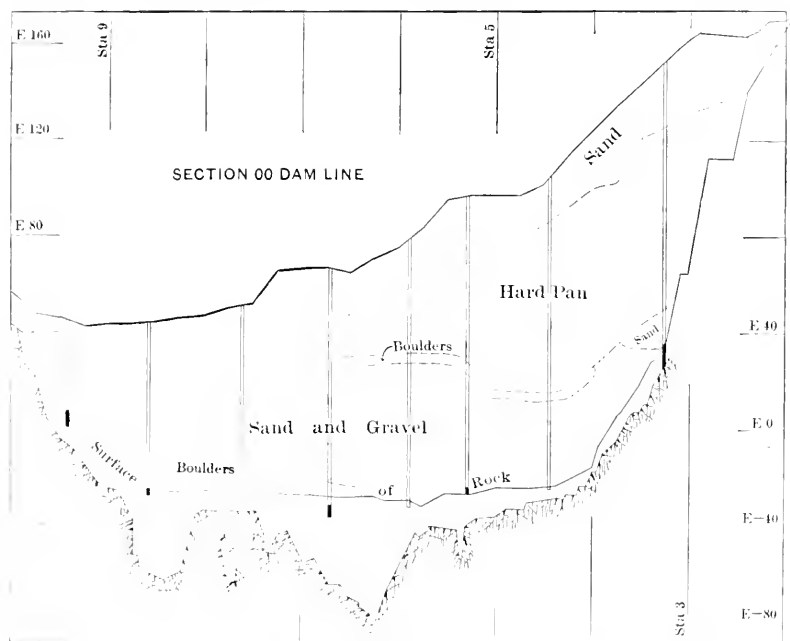 E 160
Sta 9
Sta 5
E 120
Sand
SECTION 00 DAM LINE
E 80
Hard Pan
E 40
Sand
Boulders
E 0
Sand and Gravel
Surface
Boulders
of
Rock
E-40
Sta 3
E-80